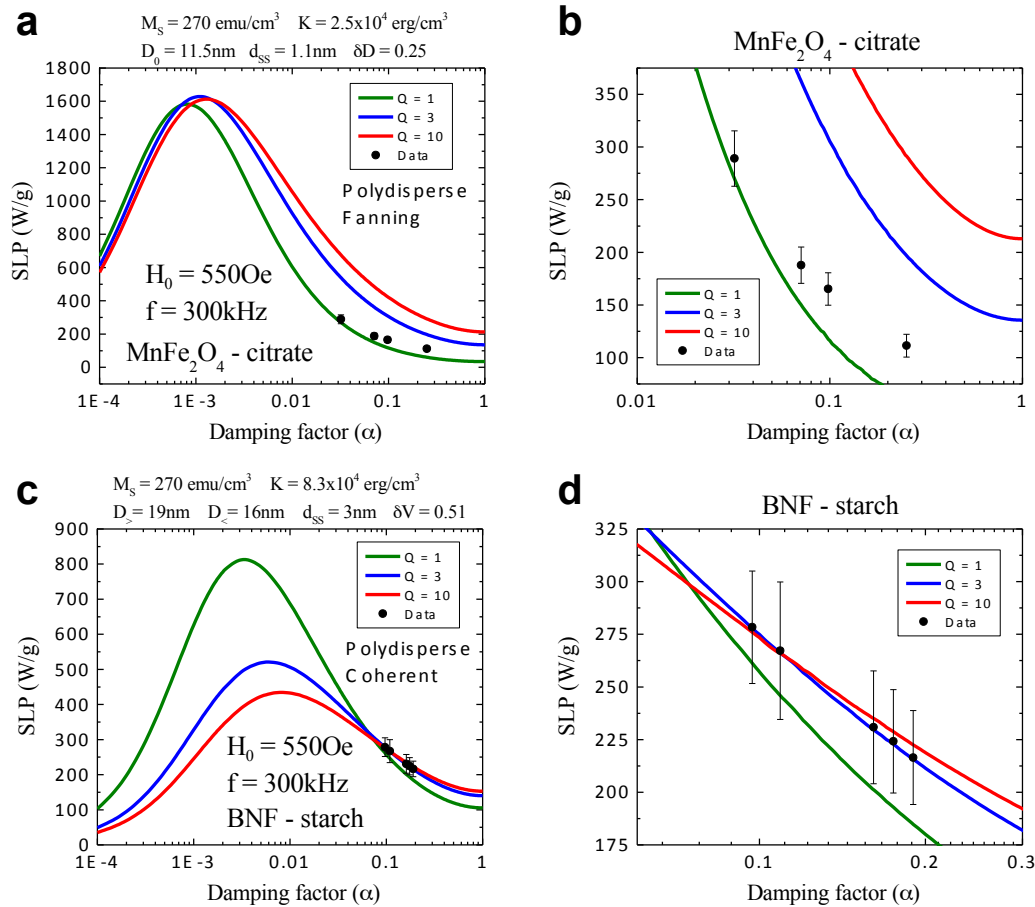 a
M_S = 270 emu/cm³ K = 2.5x10⁴ erg/cm³
D₀ = 11.5nm d_SS = 1.1nm δD = 0.25
1800
1600
1400
1200
1000
800
600
400
200
0
SLP (W/g)
Q = 1
Q = 3
Q = 10
Data
Polydisperse
Fanning
H₀ = 550Oe
f = 300kHz
MnFe₂O₄ - citrate
1E-4 1E-3 0.01 0.1 1
Damping factor (α)
b
MnFe₂O₄ - citrate
350
300
250
200
150
100
SLP (W/g)
Q = 1
Q = 3
Q = 10
Data
0.01 0.1 1
Damping factor (α)
c
M_S = 270 emu/cm³ K = 8.3x10⁴ erg/cm³
D_> = 19nm D_< = 16nm d_SS = 3nm δV = 0.51
900
800
700
600
500
400
300
200
100
0
SLP (W/g)
Q = 1
Q = 3
Q = 10
Data
Polydisperse
Coherent
H₀ = 550Oe
f = 300kHz
BNF - starch
1E-4 1E-3 0.01 0.1 1
Damping factor (α)
d
BNF - starch
325
300
275
250
225
200
175
SLP (W/g)
Q = 1
Q = 3
Q = 10
Data
0.1 0.2 0.3
Damping factor (α)